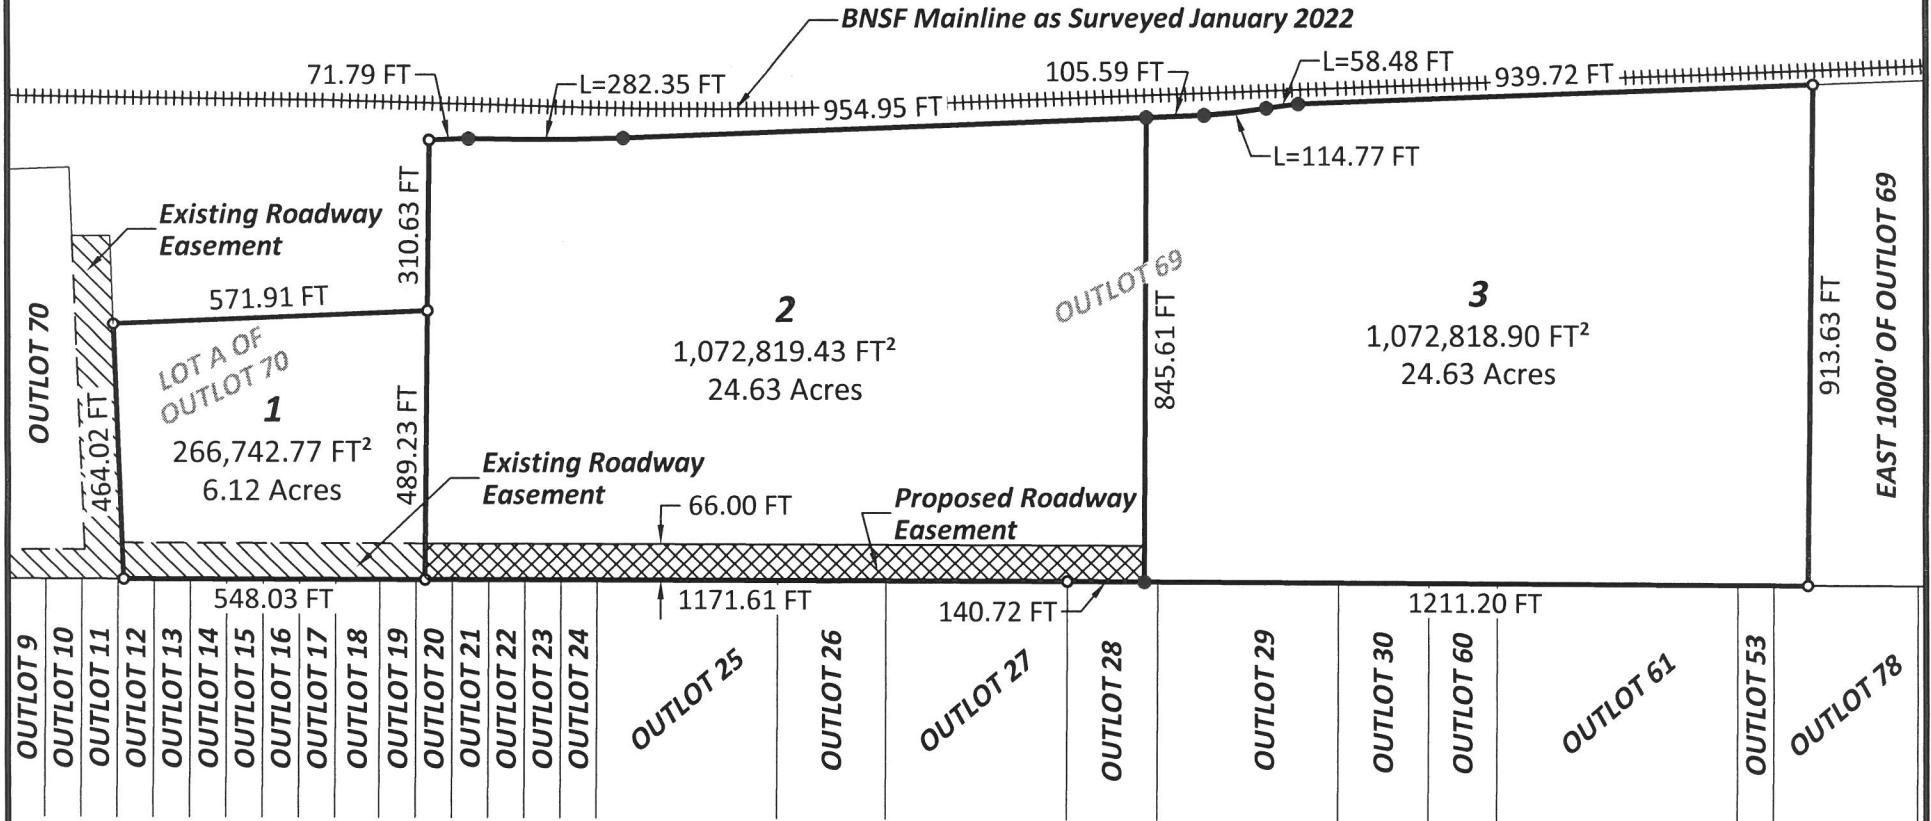 BNSF Mainline as Surveyed January 2022
71.79 FT
L=282.35 FT
954.95 FT
105.59 FT
L=58.48 FT
939.72 FT
L=114.77 FT
Existing Roadway
Easement
310.63 FT
571.91 FT
OUTLOT 70
LOT A OF
OUTLOT 70
464.02 FT
1
266,742.77 FT²
6.12 Acres
489.23 FT
2
1,072,819.43 FT²
24.63 Acres
OUTLOT 69
845.61 FT
3
1,072,818.90 FT²
24.63 Acres
913.63 FT
EAST 1000' OF OUTLOT 69
Existing Roadway
Easement
66.00 FT
Proposed Roadway
Easement
548.03 FT
1171.61 FT
140.72 FT
1211.20 FT
OUTLOT 9
OUTLOT 10
OUTLOT 11
OUTLOT 12
OUTLOT 13
OUTLOT 14
OUTLOT 15
OUTLOT 16
OUTLOT 17
OUTLOT 18
OUTLOT 19
OUTLOT 20
OUTLOT 21
OUTLOT 22
OUTLOT 23
OUTLOT 24
OUTLOT 25
OUTLOT 26
OUTLOT 27
OUTLOT 28
OUTLOT 29
OUTLOT 30
OUTLOT 60
OUTLOT 61
OUTLOT 53
OUTLOT 78